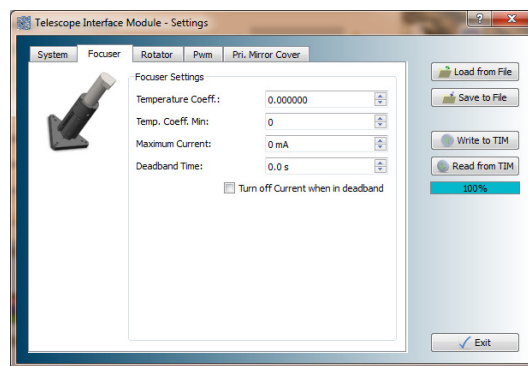 Telescope Interface Module - Settings
System Focuser Rotator Pwm Pri. Mirror Cover
Focuser Settings
Temperature Coeff.: 0.000000
Temp. Coeff. Min: 0
Maximum Current: 0 mA
Deadband Time: 0.0 s
Turn off Current when in deadband
Load from File
Save to File
Write to TIM
Read from TIM
100%
Exit